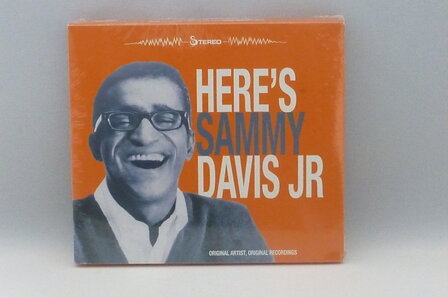 STEREO
HERE'S
SAMMY
DAVIS JR
ORIGINAL ARTIST, ORIGINAL RECORDINGS